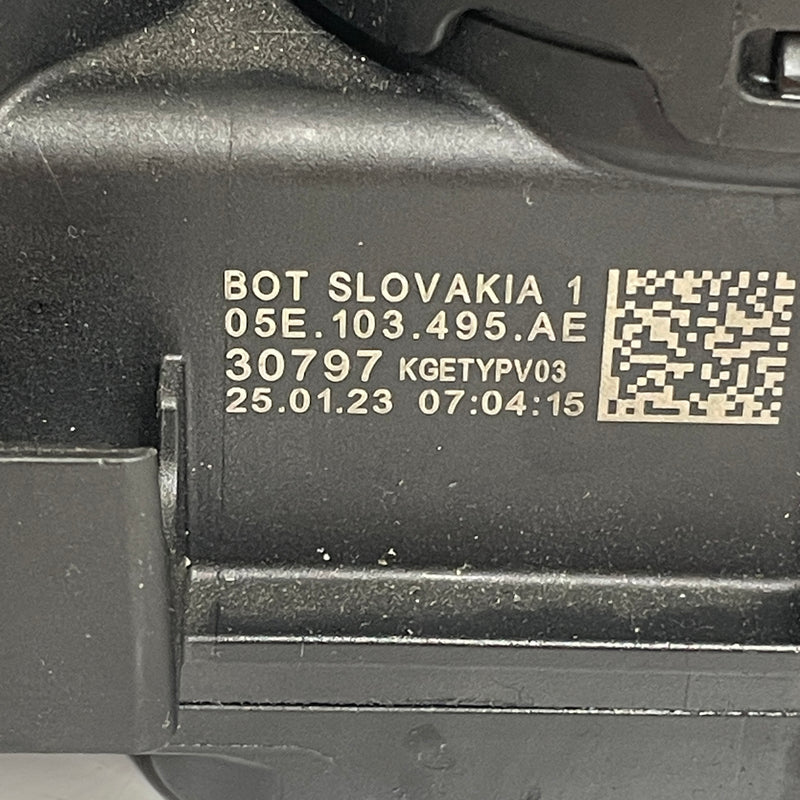 BOT SLOVAKIA 1
05E.103.495.AE
30797 KGETYPV03
25.01.23 07:04:15